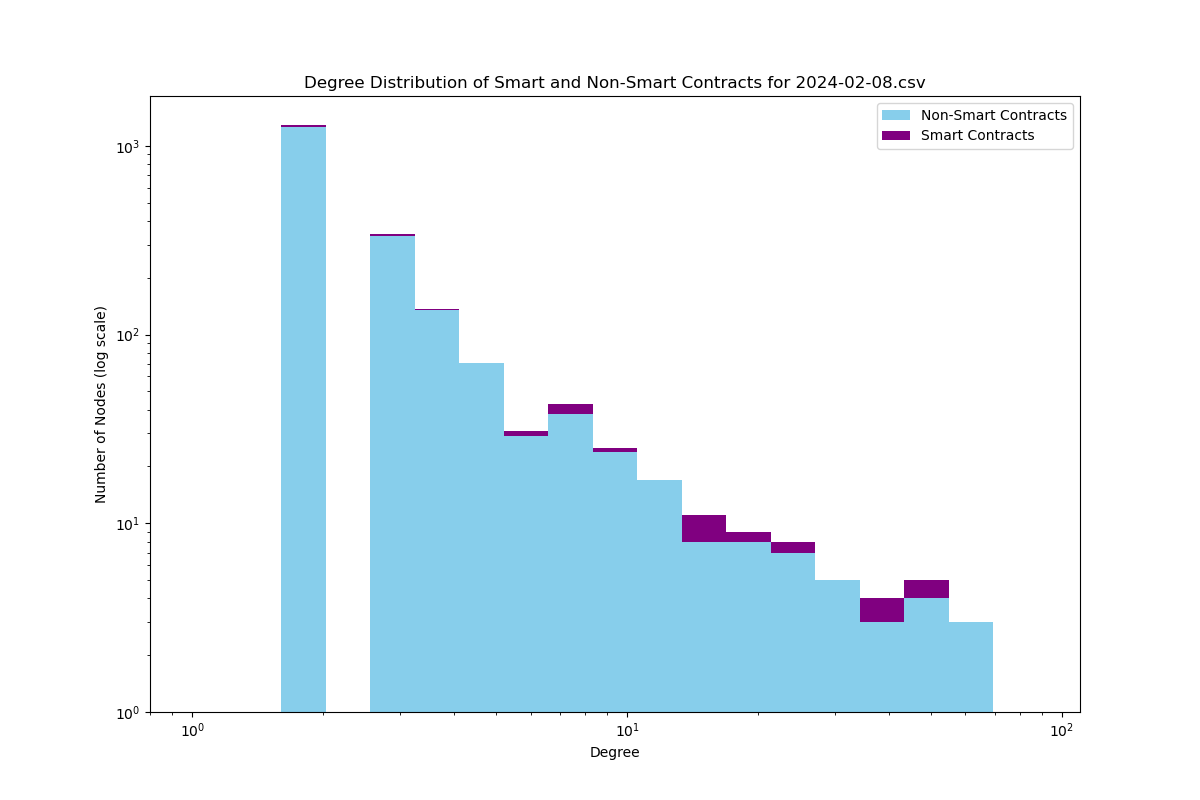 Degree Distribution of Smart and Non-Smart Contracts for 2024-02-08.csv
Non-Smart Contracts
Smart Contracts
Number of Nodes (log scale)
10³
10²
10¹
10⁰
10⁰ 10¹ 10²
Degree